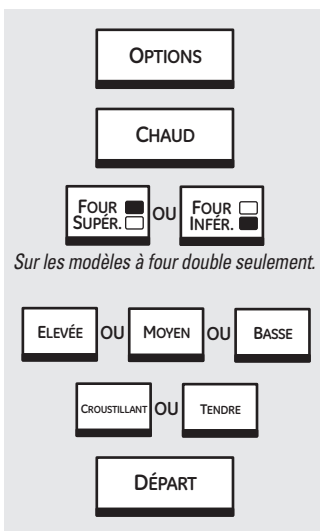 OPTIONS
CHAUD
FOUR SUPÉR. OU FOUR INFÉR.
Sur les modèles à four double seulement.
ELEVÉE OU MOYEN OU BASSE
CROUSTILLANT OU TENDRE
DÉPART